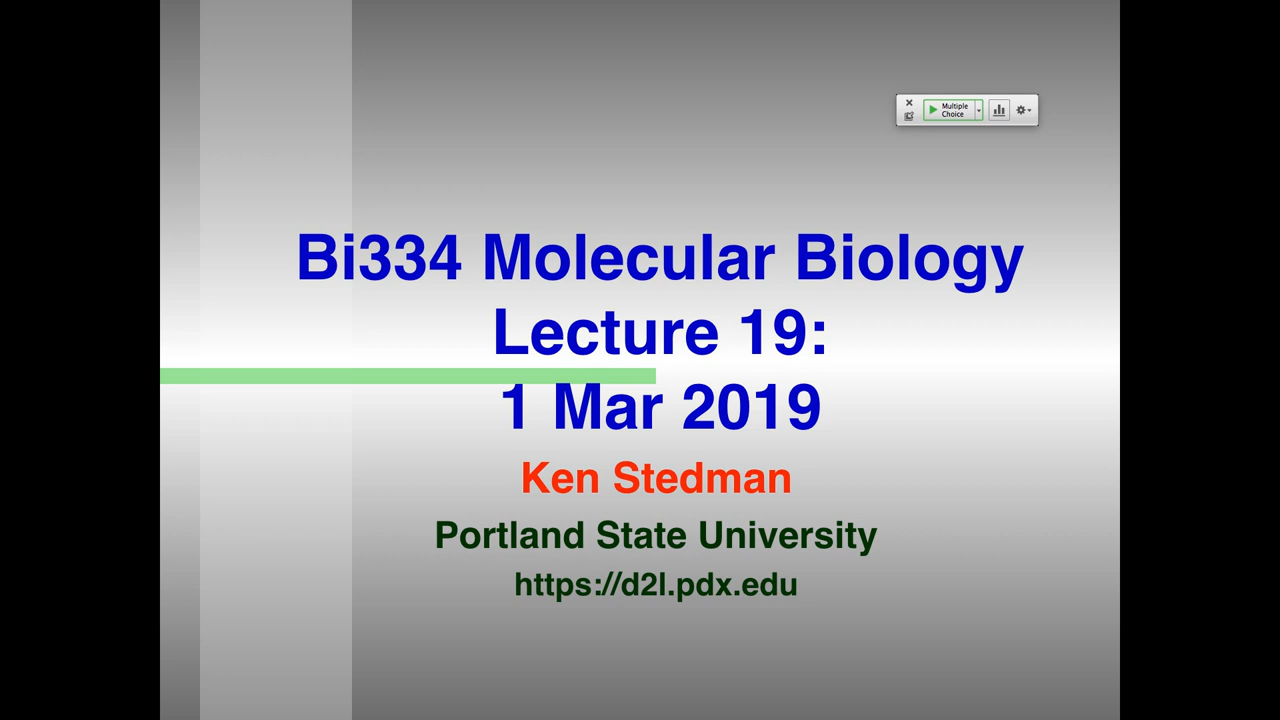 Multiple
Choice
Bi334 Molecular Biology
Lecture 19:
1 Mar 2019
Ken Stedman
Portland State University
https://d2l.pdx.edu